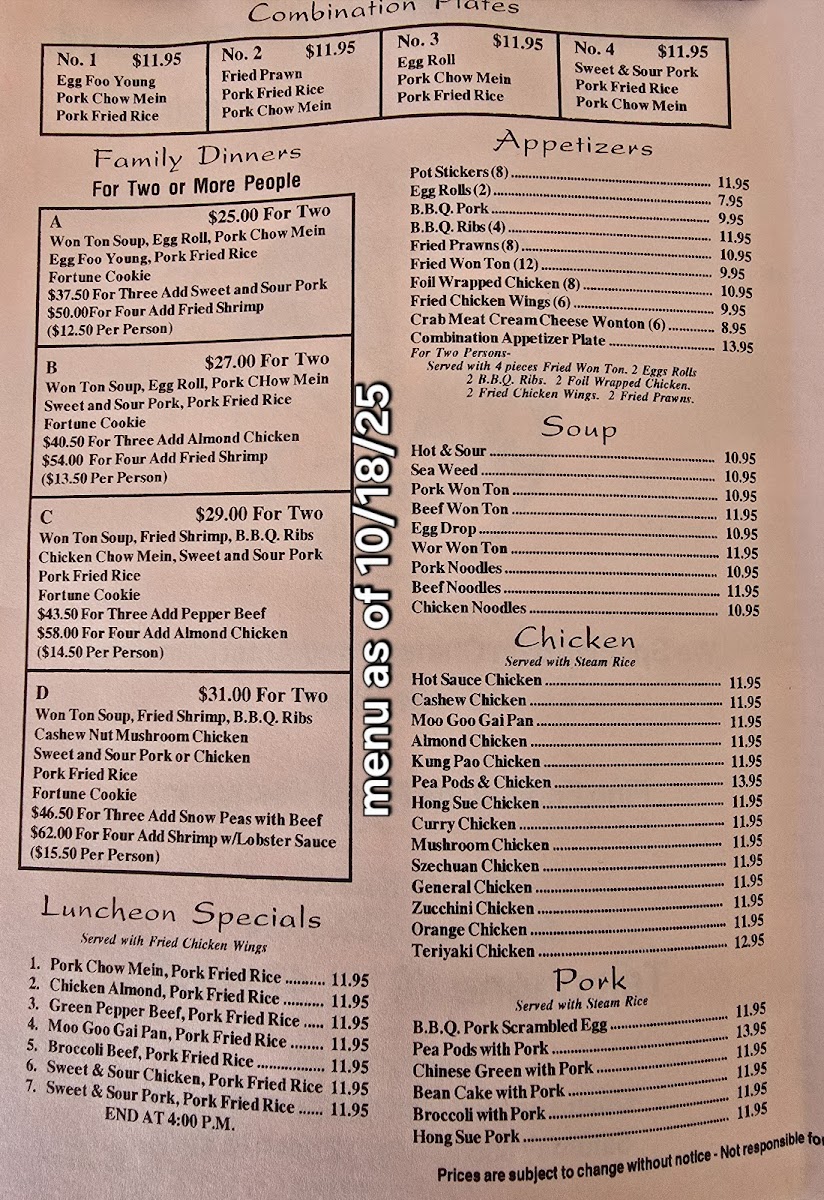 Combination Plates
No. 1 $11.95
Egg Foo Young
Pork Chow Mein
Pork Fried Rice
No. 2 $11.95
Fried Prawn
Pork Fried Rice
Pork Chow Mein
No. 3 $11.95
Egg Roll
Pork Chow Mein
Pork Fried Rice
No. 4 $11.95
Sweet & Sour Pork
Pork Fried Rice
Pork Chow Mein
Family Dinners
For Two or More People
A $25.00 For Two
Won Ton Soup, Egg Roll, Pork Chow Mein
Egg Foo Young, Pork Fried Rice
Fortune Cookie
$37.50 For Three Add Sweet and Sour Pork
$50.00For Four Add Fried Shrimp
($12.50 Per Person)
B $27.00 For Two
Won Ton Soup, Egg Roll, Pork CHow Mein
Sweet and Sour Pork, Pork Fried Rice
Fortune Cookie
$40.50 For Three Add Almond Chicken
$54.00 For Four Add Fried Shrimp
($13.50 Per Person)
C $29.00 For Two
Won Ton Soup, Fried Shrimp, B.B.Q. Ribs
Chicken Chow Mein, Sweet and Sour Pork
Pork Fried Rice
Fortune Cookie
$43.50 For Three Add Pepper Beef
$58.00 For Four Add Almond Chicken
($14.50 Per Person)
D $31.00 For Two
Won Ton Soup, Fried Shrimp, B.B.Q. Ribs
Cashew Nut Mushroom Chicken
Sweet and Sour Pork or Chicken
Pork Fried Rice
Fortune Cookie
$46.50 For Three Add Snow Peas with Beef
$62.00 For Four Add Shrimp w/Lobster Sauce
($15.50 Per Person)
Luncheon Specials
Served with Fried Chicken Wings
1. Pork Chow Mein, Pork Fried Rice .......... 11.95
2. Chicken Almond, Pork Fried Rice .......... 11.95
3. Green Pepper Beef, Pork Fried Rice ..... 11.95
4. Moo Goo Gai Pan, Pork Fried Rice ........ 11.95
5. Broccoli Beef, Pork Fried Rice ................. 11.95
6. Sweet & Sour Chicken, Pork Fried Rice 11.95
7. Sweet & Sour Pork, Pork Fried Rice ...... 11.95
END AT 4:00 P.M.
menu as of 10/18/25
Appetizers
Pot Stickers (8) ........ 11.95
Egg Rolls (2) ........ 7.95
B.B.Q. Pork ........ 9.95
B.B.Q. Ribs (4) ........ 11.95
Fried Prawns (8) ........ 10.95
Fried Won Ton (12) ........ 9.95
Foil Wrapped Chicken (8) ........ 10.95
Fried Chicken Wings (6) ........ 9.95
Crab Meat Cream Cheese Wonton (6) ........ 8.95
Combination Appetizer Plate ........ 13.95
For Two Persons-
Served with 4 pieces Fried Won Ton. 2 Eggs Rolls
2 B.B.Q. Ribs. 2 Foil Wrapped Chicken.
2 Fried Chicken Wings. 2 Fried Prawns.
Soup
Hot & Sour ........ 10.95
Sea Weed ........ 10.95
Pork Won Ton ........ 10.95
Beef Won Ton ........ 11.95
Egg Drop ........ 10.95
Wor Won Ton ........ 11.95
Pork Noodles ........ 10.95
Beef Noodles ........ 11.95
Chicken Noodles ........ 10.95
Chicken
Served with Steam Rice
Hot Sauce Chicken ........ 11.95
Cashew Chicken ........ 11.95
Moo Goo Gai Pan ........ 11.95
Almond Chicken ........ 11.95
Kung Pao Chicken ........ 11.95
Pea Pods & Chicken ........ 13.95
Hong Sue Chicken ........ 11.95
Curry Chicken ........ 11.95
Mushroom Chicken ........ 11.95
Szechuan Chicken ........ 11.95
General Chicken ........ 11.95
Zucchini Chicken ........ 11.95
Orange Chicken ........ 11.95
Teriyaki Chicken ........ 12.95
Pork
Served with Steam Rice
B.B.Q. Pork Scrambled Egg ........ 11.95
Pea Pods with Pork ........ 13.95
Chinese Green with Pork ........ 11.95
Bean Cake with Pork ........ 11.95
Broccoli with Pork ........ 11.95
Hong Sue Pork ........ 11.95
Prices are subject to change without notice - Not responsible for